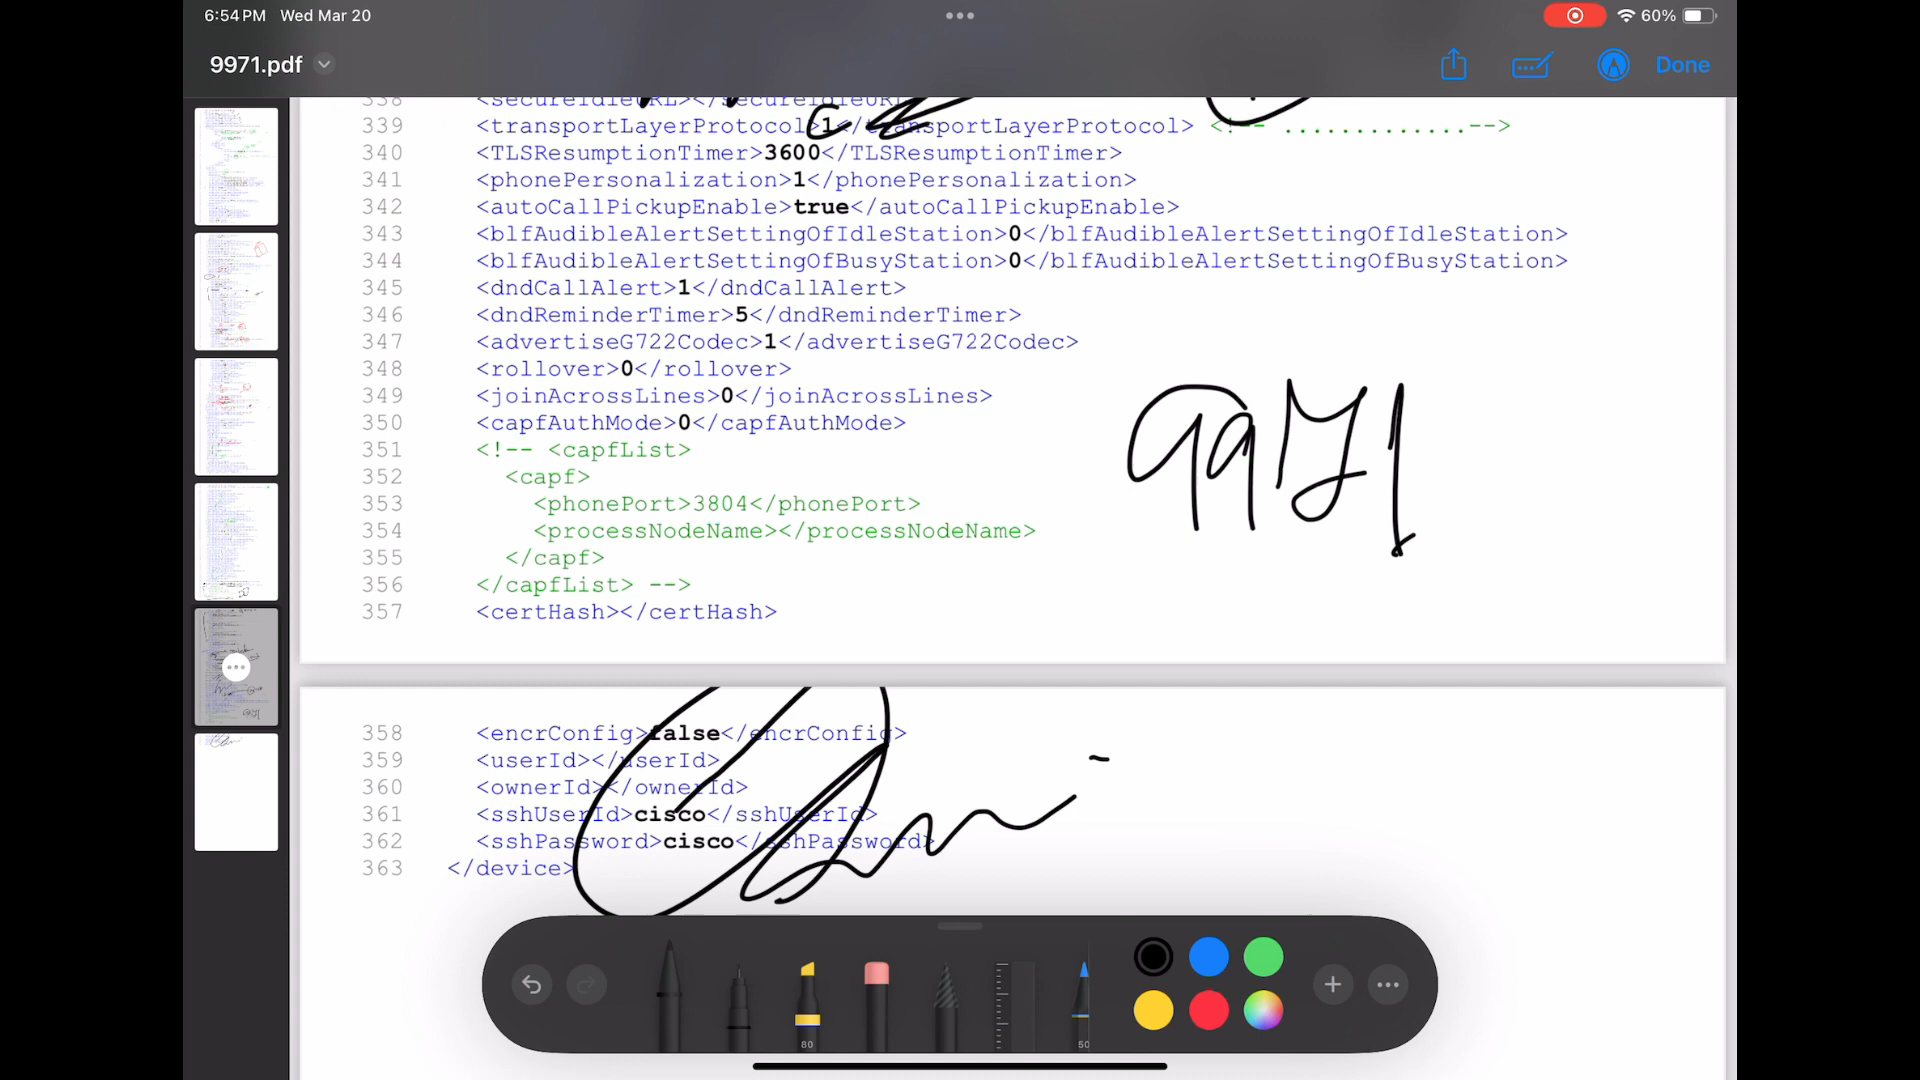 6:54 PM Wed Mar 20
60%
9971.pdf
Done
338 <secureIdleURL></secureIdleURL>
339 <transportLayerProtocol>1</transportLayerProtocol> <!-- .............-->
340 <TLSResumptionTimer>3600</TLSResumptionTimer>
341 <phonePersonalization>1</phonePersonalization>
342 <autoCallPickupEnable>true</autoCallPickupEnable>
343 <blfAudibleAlertSettingOfIdleStation>0</blfAudibleAlertSettingOfIdleStation>
344 <blfAudibleAlertSettingOfBusyStation>0</blfAudibleAlertSettingOfBusyStation>
345 <dndCallAlert>1</dndCallAlert>
346 <dndReminderTimer>5</dndReminderTimer>
347 <advertiseG722Codec>1</advertiseG722Codec>
348 <rollover>0</rollover>
349 <joinAcrossLines>0</joinAcrossLines>
350 <capfAuthMode>0</capfAuthMode>
9971
351 <!-- <capfList>
352 <capf>
353 <phonePort>3804</phonePort>
354 <processNodeName></processNodeName>
355 </capf>
356 </capfList> -->
357 <certHash></certHash>
358 <encrConfig>false</encrConfig>
359 <userId></userId>
360 <ownerId></ownerId>
361 <sshUserId>cisco</sshUserId>
362 <sshPassword>cisco</sshPassword>
363 </device>
80
50